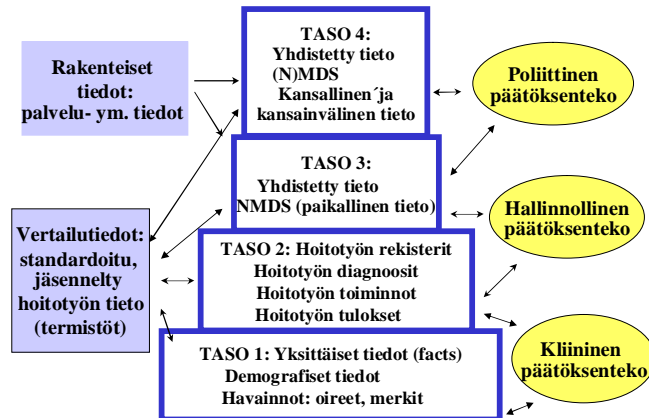 TASO 4:
Yhdistetty tieto
(N)MDS
Kansallinen´ja
kansainvälinen tieto
Rakenteiset
tiedot:
palvelu- ym. tiedot
Poliittinen
päätöksenteko
TASO 3:
Yhdistetty tieto
NMDS (paikallinen tieto)
Hallinnollinen
päätöksenteko
Vertailutiedot:
standardoitu,
jäsennelty
hoitotyön tieto
(termistöt)
TASO 2: Hoitotyön rekisterit
Hoitotyön diagnoosit
Hoitotyön toiminnot
Hoitotyön tulokset
Kliininen
päätöksenteko
TASO 1: Yksittäiset tiedot (facts)
Demografiset tiedot
Havainnot: oireet, merkit